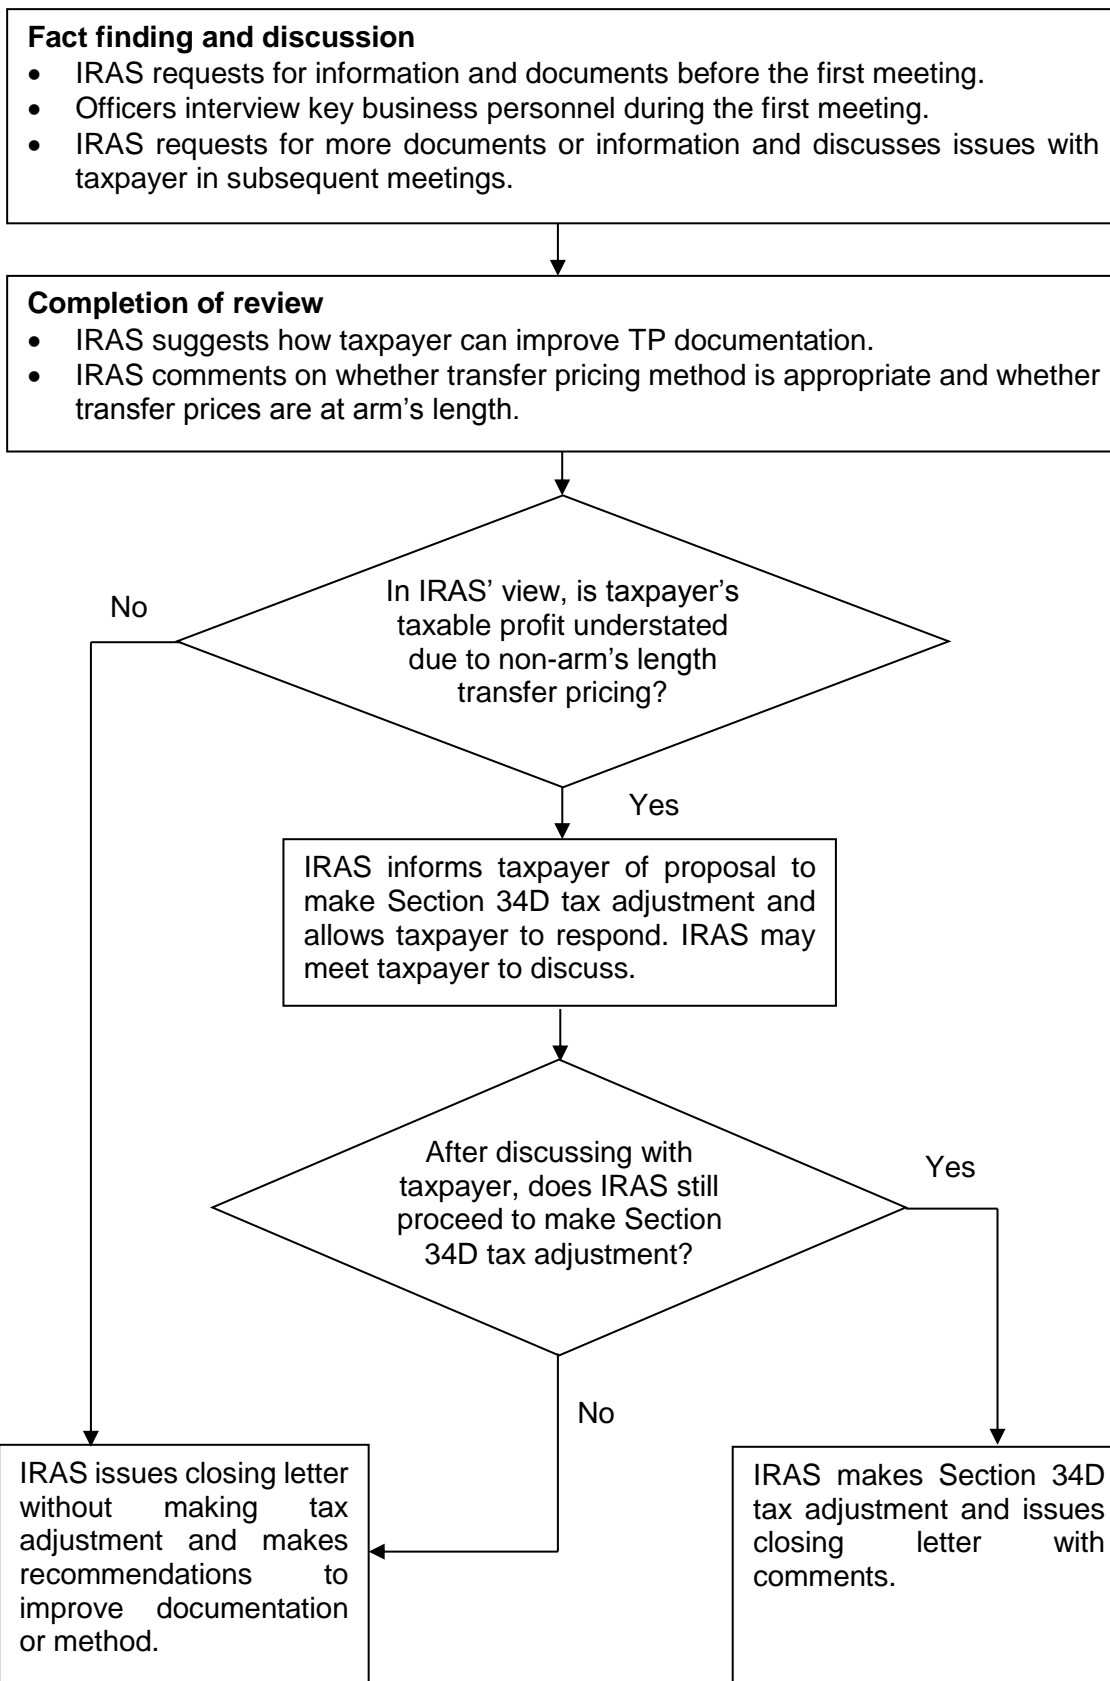 Fact finding and discussion
• IRAS requests for information and documents before the first meeting.
• Officers interview key business personnel during the first meeting.
• IRAS requests for more documents or information and discusses issues with
taxpayer in subsequent meetings.
Completion of review
• IRAS suggests how taxpayer can improve TP documentation.
• IRAS comments on whether transfer pricing method is appropriate and whether
transfer prices are at arm’s length.
In IRAS’ view, is taxpayer’s
taxable profit understated
due to non-arm’s length
transfer pricing?
No
Yes
IRAS informs taxpayer of proposal to
make Section 34D tax adjustment and
allows taxpayer to respond. IRAS may
meet taxpayer to discuss.
After discussing with
taxpayer, does IRAS still
proceed to make Section
34D tax adjustment?
Yes
No
IRAS issues closing letter
without making tax
adjustment and makes
recommendations to
improve documentation
or method.
IRAS makes Section 34D
tax adjustment and issues
closing letter with
comments.